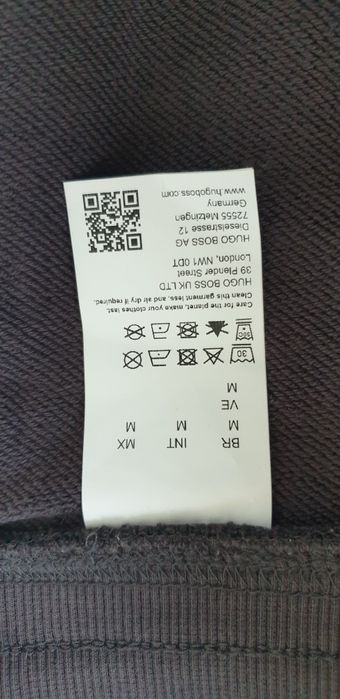 BR INT MX
M M M
VE
M
30
30C
Care for the planet, make your clothes last.
Clean this garment less, and air dry if required.
HUGO BOSS UK LTD
39 Plender Street
London, NW1 0DT
HUGO BOSS AG
Dieselstrasse 12
72555 Metzingen
Germany
www.hugoboss.com